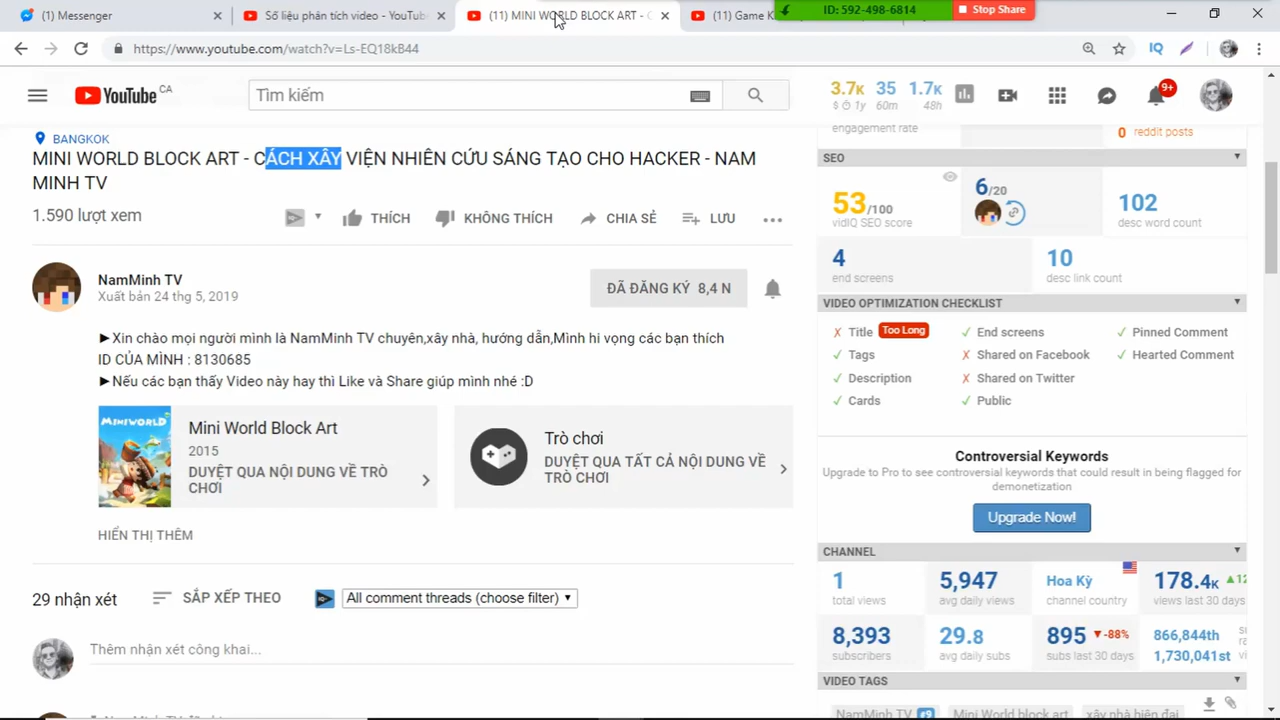 (1) Messenger
Số liệu phân tích video - YouTube
(11) MINI WORLD BLOCK ART - C
(11) Game K
ID: 592-498-6814
Stop Share
https://www.youtube.com/watch?v=Ls-EQ18kB44
IQ
YouTube CA
Tìm kiếm
3.7K 35 1.7K
1y 60m 48h
9+
engagement rate
0 reddit posts
BANGKOK
MINI WORLD BLOCK ART - CÁCH XÂY VIỆN NHIÊN CỨU SÁNG TẠO CHO HACKER - NAM
MINH TV
1.590 lượt xem
THÍCH
KHÔNG THÍCH
CHIA SẺ
LƯU
SEO
53/100
vidIQ SEO score
6/20
102
desc word count
4
end screens
10
desc link count
NamMinh TV
Xuất bản 24 thg 5, 2019
ĐÃ ĐĂNG KÝ 8,4 N
►Xin chào mọi người mình là NamMinh TV chuyên,xây nhà, hướng dẫn,Mình hi vọng các bạn thích
ID CỦA MÌNH : 8130685
►Nếu các bạn thấy Video này hay thì Like và Share giúp mình nhé :D
VIDEO OPTIMIZATION CHECKLIST
✗ Title Too Long
✓ End screens
✓ Pinned Comment
✓ Tags
✗ Shared on Facebook
✓ Hearted Comment
✓ Description
✗ Shared on Twitter
✓ Cards
✓ Public
MINIWORLD
Mini World Block Art
2015
DUYỆT QUA NỘI DUNG VỀ TRÒ
CHƠI
Trò chơi
DUYỆT QUA TẤT CẢ NỘI DUNG VỀ
TRÒ CHƠI
HIỂN THỊ THÊM
Controversial Keywords
Upgrade to Pro to see controversial keywords that could result in being flagged for
demonetization
Upgrade Now!
29 nhận xét
SẮP XẾP THEO
All comment threads (choose filter)
Thêm nhận xét công khai...
CHANNEL
1
total views
5,947
avg daily views
Hoa Kỳ
channel country
178.4K ▲12
views last 30 days
8,393
subscribers
29.8
avg daily subs
895 ▼-88%
subs last 30 days
866,844th
1,730,041st
VIDEO TAGS
NamMinh TV
Mini World block art
xây nhà hiện đại